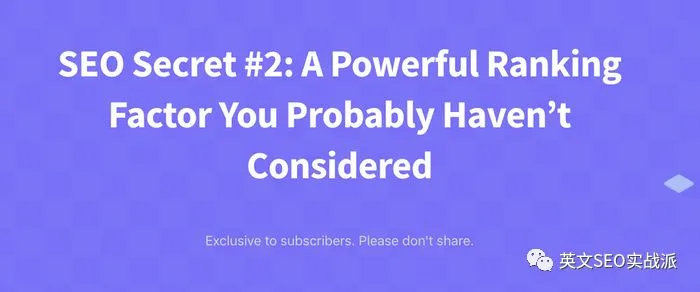 SEO Secret #2: A Powerful Ranking
Factor You Probably Haven’t
Considered
Exclusive to subscribers. Please don't share.
英文SEO实战派